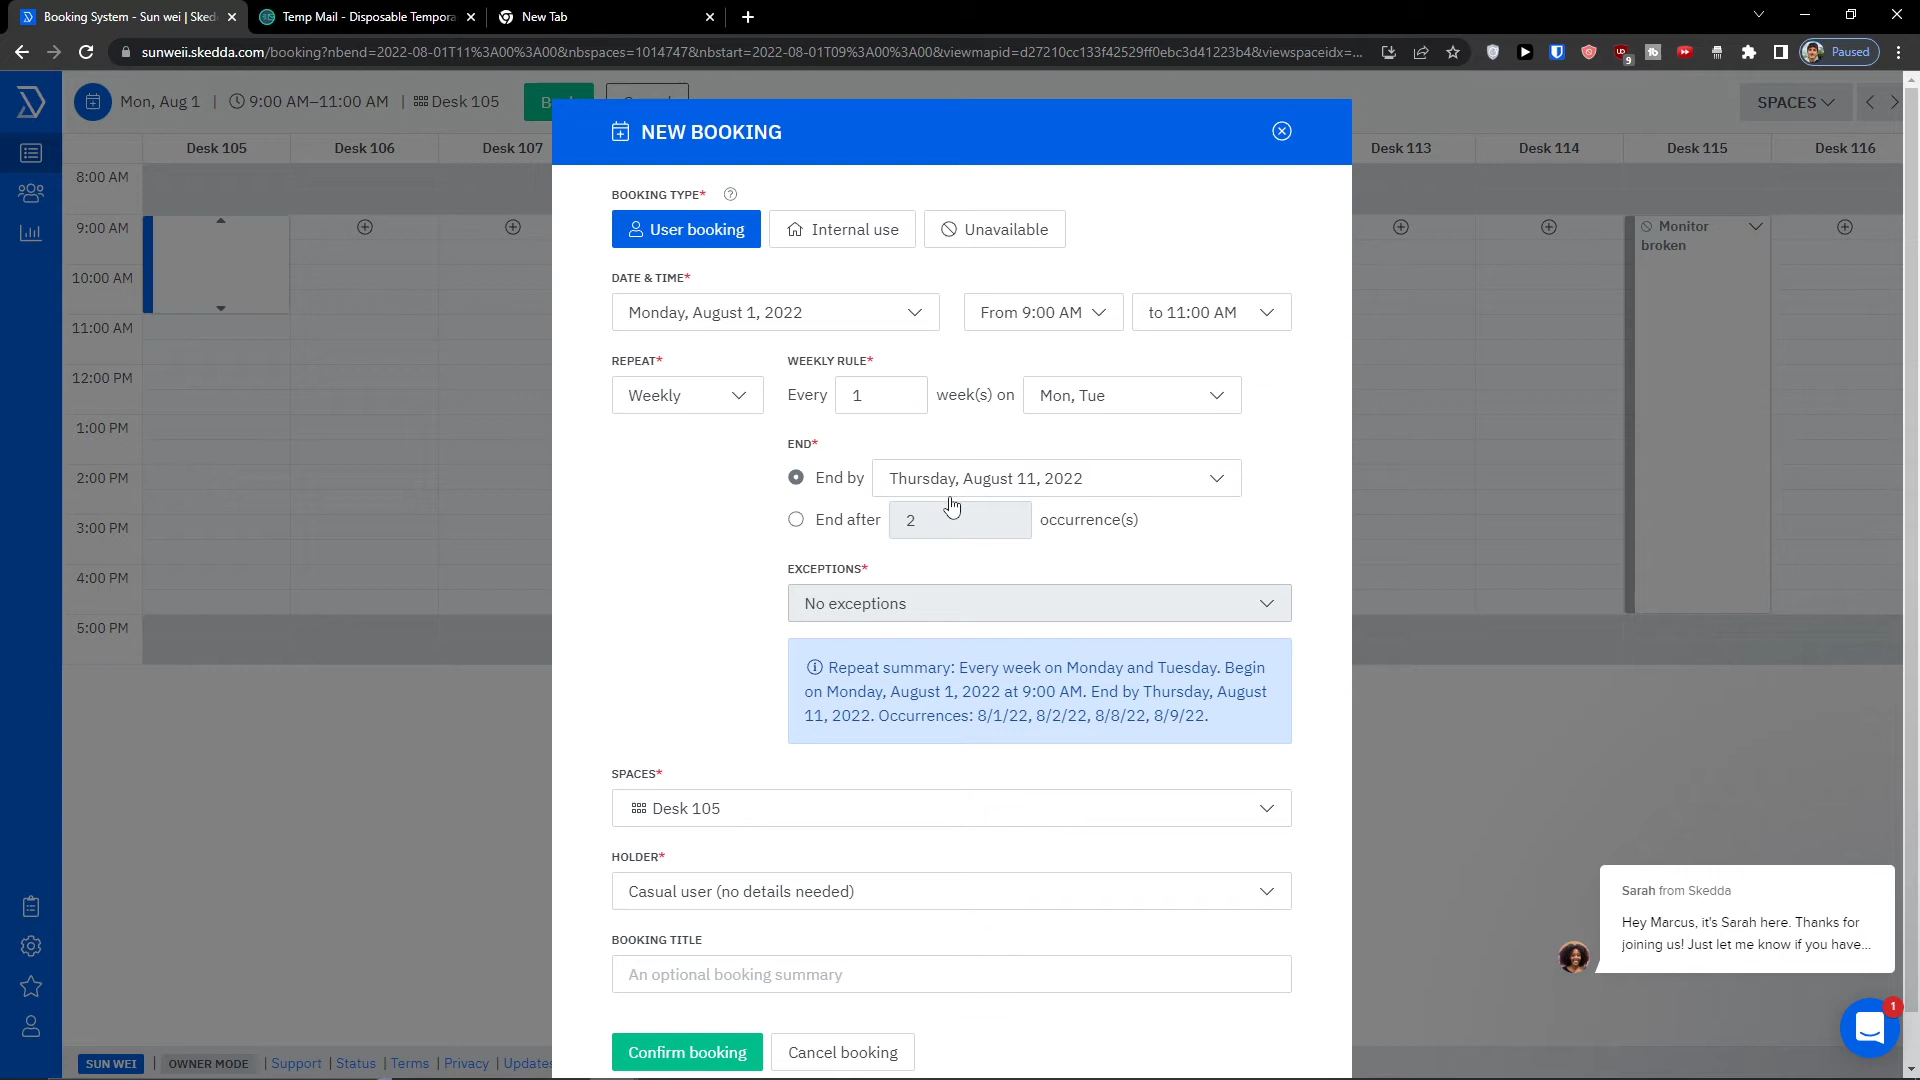 Booking System - Sun wei | Sked
Temp Mail - Disposable Tempora
New Tab
sunweii.skedda.com/booking?nbend=2022-08-01T11%3A00%3A00&nbspaces=1014747&nbstart=2022-08-01T09%3A00%3A00&viewmapid=d27210cc133f42529ff0ebc3d41223b4&viewspaceidx=...
9
Paused
Mon, Aug 1 | 9:00 AM–11:00 AM | Desk 105
SPACES
Desk 105 Desk 106 Desk 107 Desk 113 Desk 114 Desk 115 Desk 116
8:00 AM
9:00 AM
10:00 AM
11:00 AM
12:00 PM
1:00 PM
2:00 PM
3:00 PM
4:00 PM
5:00 PM
Monitor
broken
NEW BOOKING
BOOKING TYPE*
User booking Internal use Unavailable
DATE & TIME*
Monday, August 1, 2022 From 9:00 AM to 11:00 AM
REPEAT* WEEKLY RULE*
Weekly Every 1 week(s) on Mon, Tue
END*
End by Thursday, August 11, 2022
End after 2 occurrence(s)
EXCEPTIONS*
No exceptions
Repeat summary: Every week on Monday and Tuesday. Begin
on Monday, August 1, 2022 at 9:00 AM. End by Thursday, August
11, 2022. Occurrences: 8/1/22, 8/2/22, 8/8/22, 8/9/22.
SPACES*
Desk 105
HOLDER*
Casual user (no details needed)
BOOKING TITLE
An optional booking summary
Confirm booking Cancel booking
Sarah from Skedda
Hey Marcus, it's Sarah here. Thanks for
joining us! Just let me know if you have...
1
SUN WEI | OWNER MODE | Support | Status | Terms | Privacy | Updates